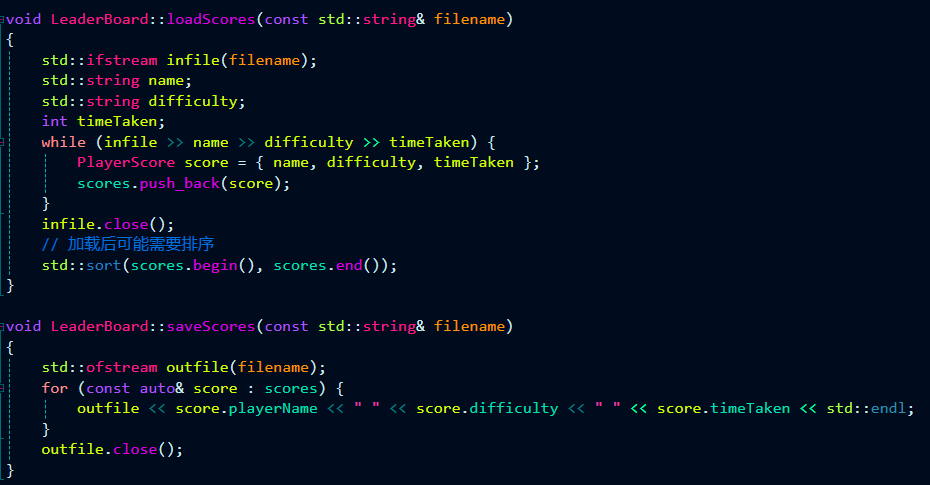 void LeaderBoard::loadScores(const std::string& filename)
{
    std::ifstream infile(filename);
    std::string name;
    std::string difficulty;
    int timeTaken;
    while (infile >> name >> difficulty >> timeTaken) {
        PlayerScore score = { name, difficulty, timeTaken };
        scores.push_back(score);
    }
    infile.close();
    // 加载后可能需要排序
    std::sort(scores.begin(), scores.end());
}

void LeaderBoard::saveScores(const std::string& filename)
{
    std::ofstream outfile(filename);
    for (const auto& score : scores) {
        outfile << score.playerName << " " << score.difficulty << " " << score.timeTaken << std::endl;
    }
    outfile.close();
}